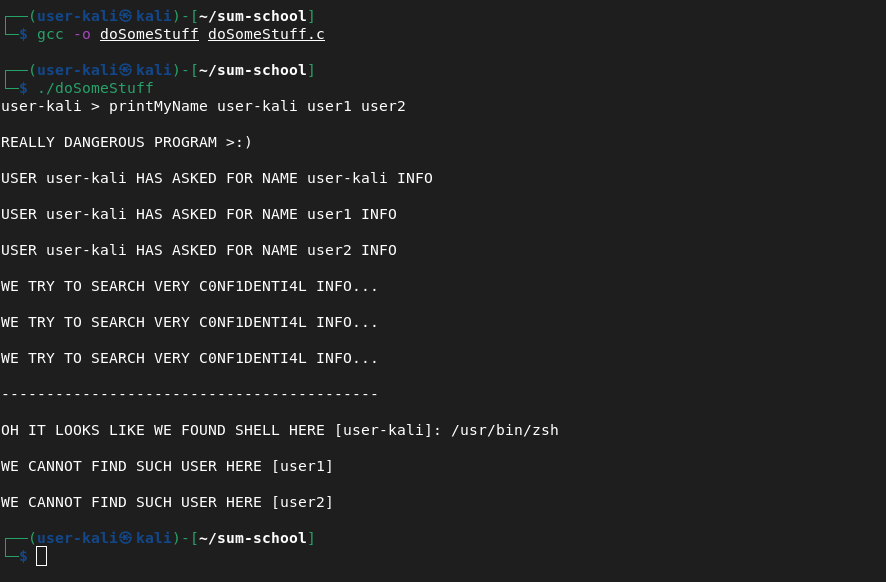 ┌──(user-kali㉿kali)-[~/sum-school]
└─$ gcc -o doSomeStuff doSomeStuff.c
┌──(user-kali㉿kali)-[~/sum-school]
└─$ ./doSomeStuff
user-kali > printMyName user-kali user1 user2
REALLY DANGEROUS PROGRAM >:)
USER user-kali HAS ASKED FOR NAME user-kali INFO
USER user-kali HAS ASKED FOR NAME user1 INFO
USER user-kali HAS ASKED FOR NAME user2 INFO
WE TRY TO SEARCH VERY C0NF1DENTI4L INFO...
WE TRY TO SEARCH VERY C0NF1DENTI4L INFO...
WE TRY TO SEARCH VERY C0NF1DENTI4L INFO...
------------------------------------------
OH IT LOOKS LIKE WE FOUND SHELL HERE [user-kali]: /usr/bin/zsh
WE CANNOT FIND SUCH USER HERE [user1]
WE CANNOT FIND SUCH USER HERE [user2]
┌──(user-kali㉿kali)-[~/sum-school]
└─$